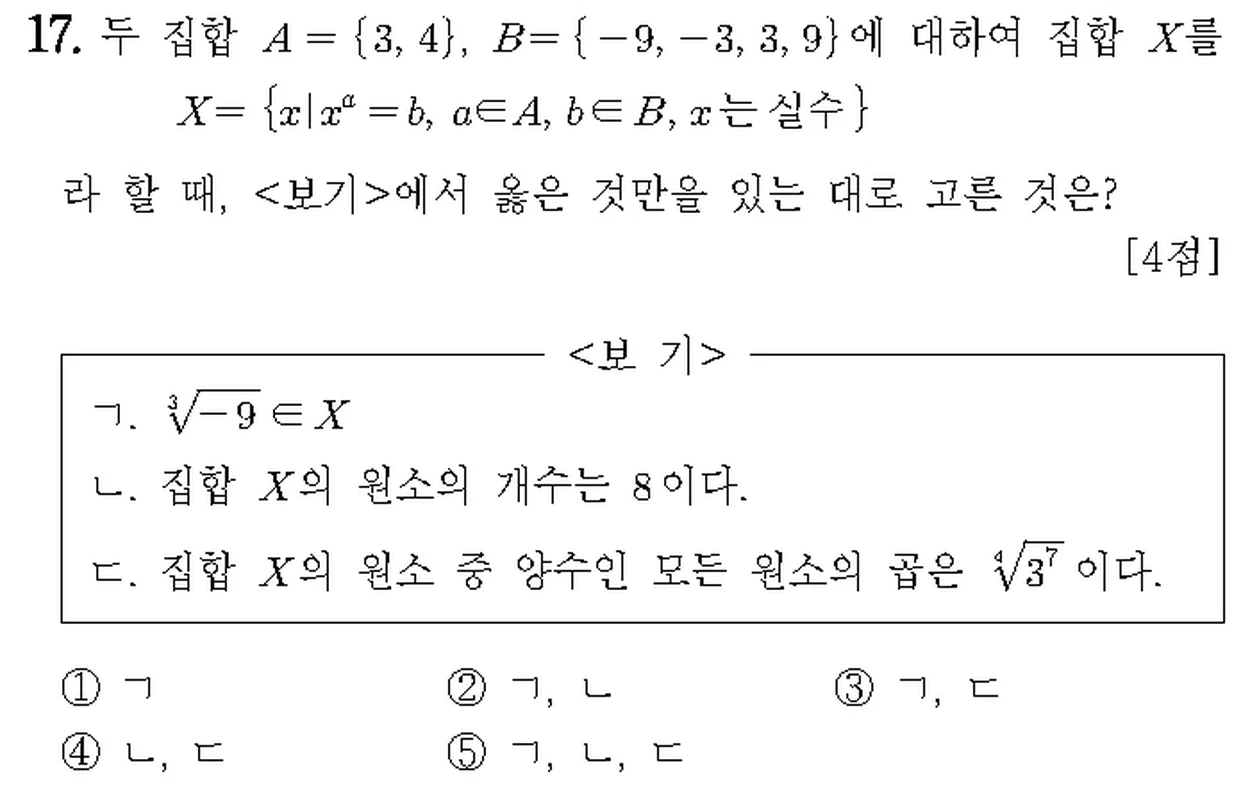 17. 두 집합 A = {3, 4}, B = {-9, -3, 3, 9}에 대하여 집합 X를
X = {x | x^a = b, a∈A, b∈B, x는 실수}
라 할 때, <보기>에서 옳은 것만을 있는 대로 고른 것은?
[4점]
<보 기>
ㄱ. ∛(-9) ∈ X
ㄴ. 집합 X의 원소의 개수는 8이다.
ㄷ. 집합 X의 원소 중 양수인 모든 원소의 곱은 ∜(3^7) 이다.
① ㄱ ② ㄱ, ㄴ ③ ㄱ, ㄷ
④ ㄴ, ㄷ ⑤ ㄱ, ㄴ, ㄷ